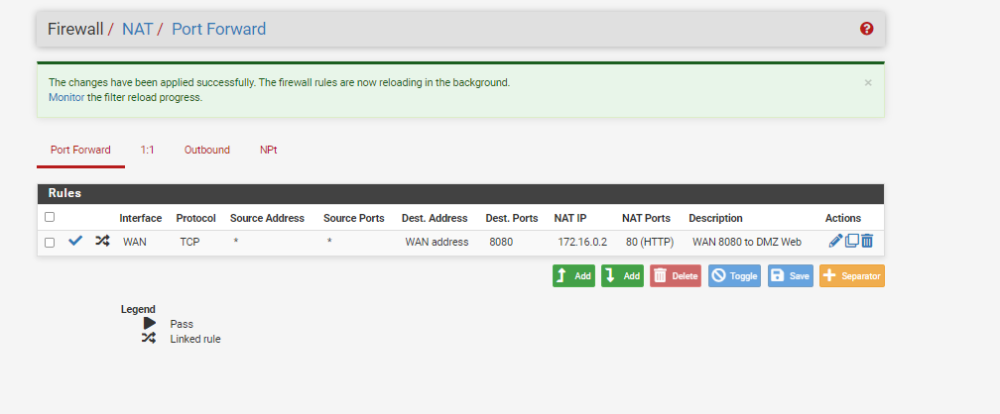 Firewall / NAT / Port Forward
The changes have been applied successfully. The firewall rules are now reloading in the background.
Monitor the filter reload progress.
×
Port Forward 1:1 Outbound NPt
Rules
Interface Protocol Source Address Source Ports Dest. Address Dest. Ports NAT IP NAT Ports Description Actions
WAN TCP * * WAN address 8080 172.16.0.2 80 (HTTP) WAN 8080 to DMZ Web
Add Add Delete Toggle Save Separator
Legend
Pass
Linked rule